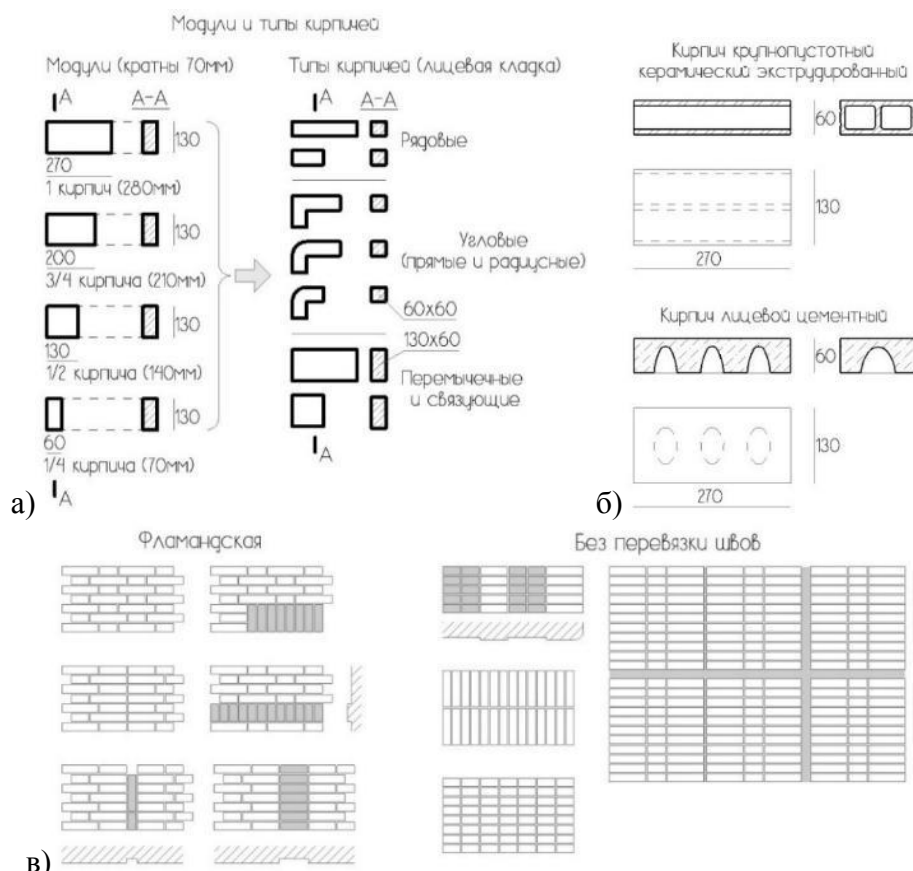 Модули и типы кирпичей
Модули (кратны 70мм)
А
А-А
130
270
1 кирпич (280мм)
130
200
3/4 кирпича (210мм)
130
130
1/2 кирпича (140мм)
130
60
1/4 кирпича (70мм)
А
Типы кирпичей (лицевая кладка)
А
А-А
Рядовые
Угловые
(прямые и радиусные)
60х60
130х60
Перемычечные
и связующие
А
а)
Кирпич крупнопустотный
керамический экструдированный
60
130
270
Кирпич лицевой цементный
60
130
270
б)
Фламандская
Без перевязки швов
в)